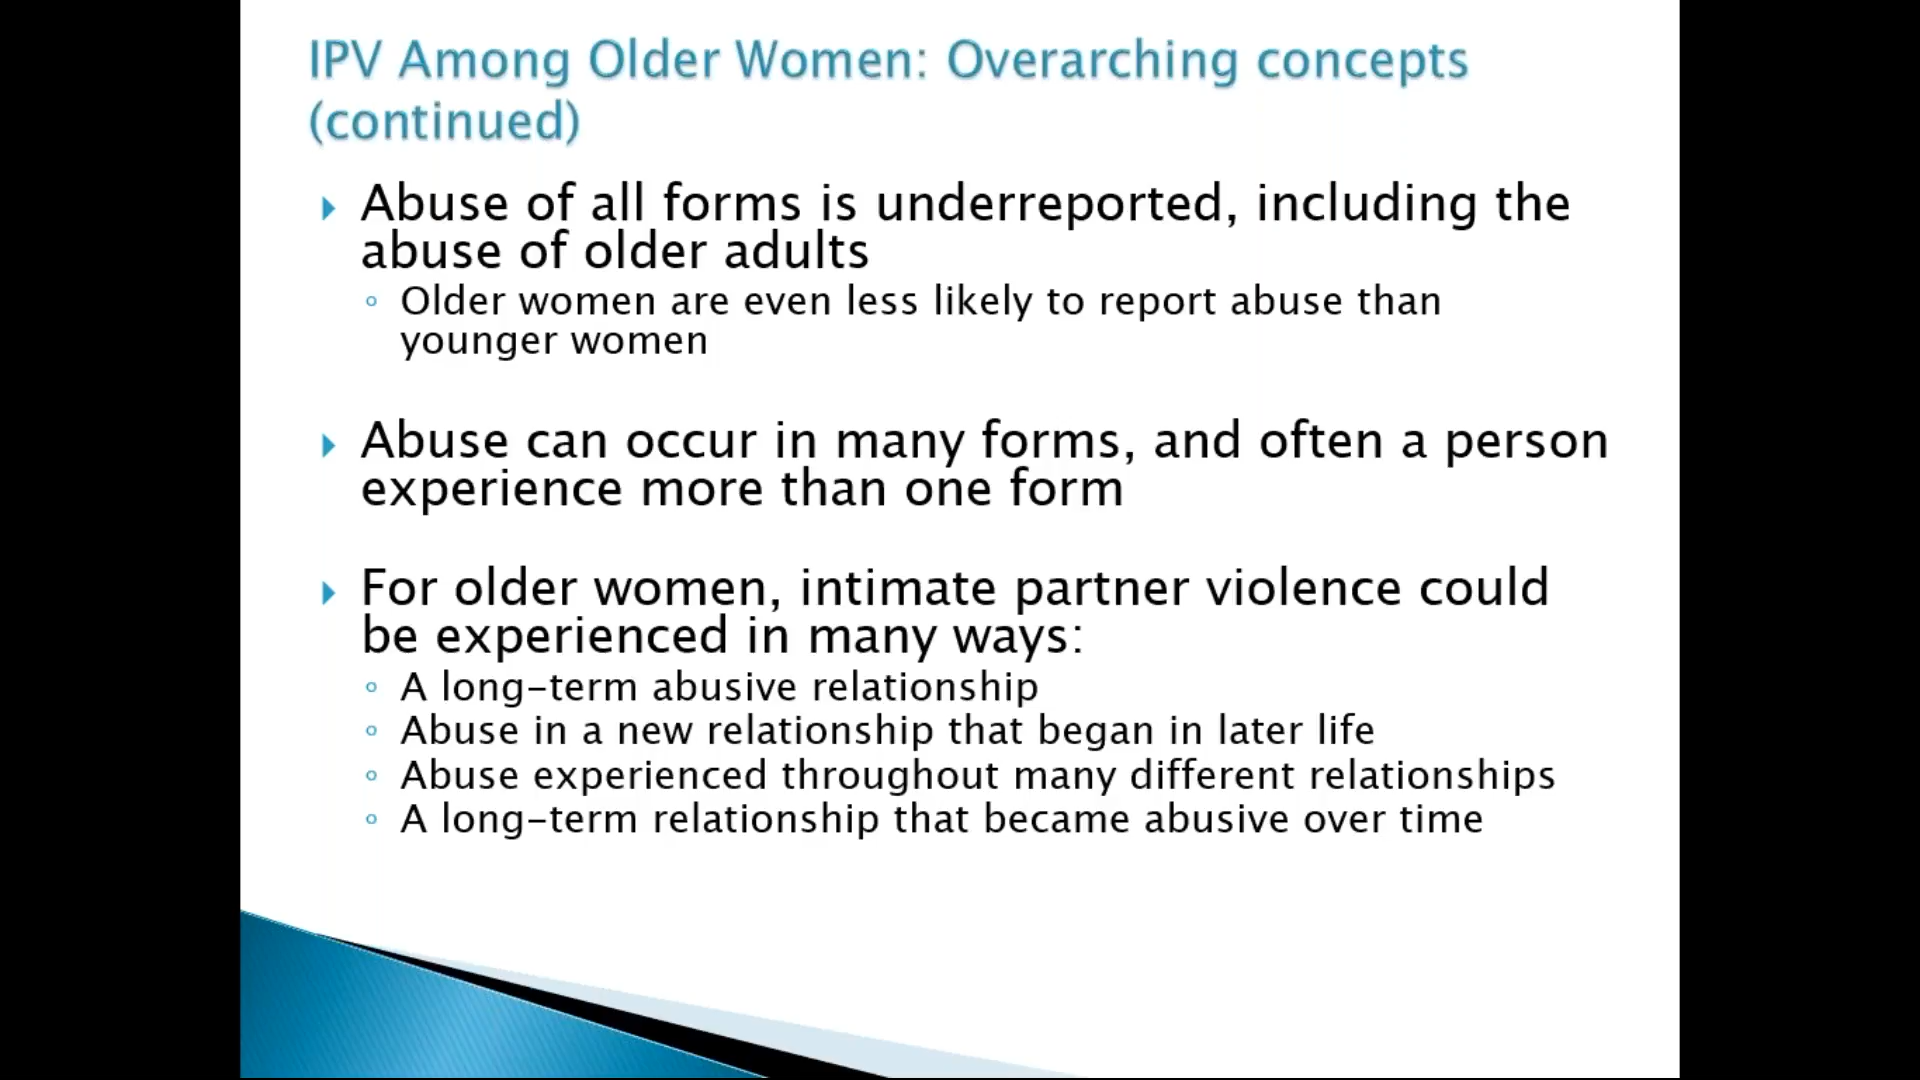 IPV Among Older Women: Overarching concepts
(continued)
Abuse of all forms is underreported, including the
abuse of older adults
Older women are even less likely to report abuse than
younger women
Abuse can occur in many forms, and often a person
experience more than one form
For older women, intimate partner violence could
be experienced in many ways:
A long-term abusive relationship
Abuse in a new relationship that began in later life
Abuse experienced throughout many different relationships
A long-term relationship that became abusive over time